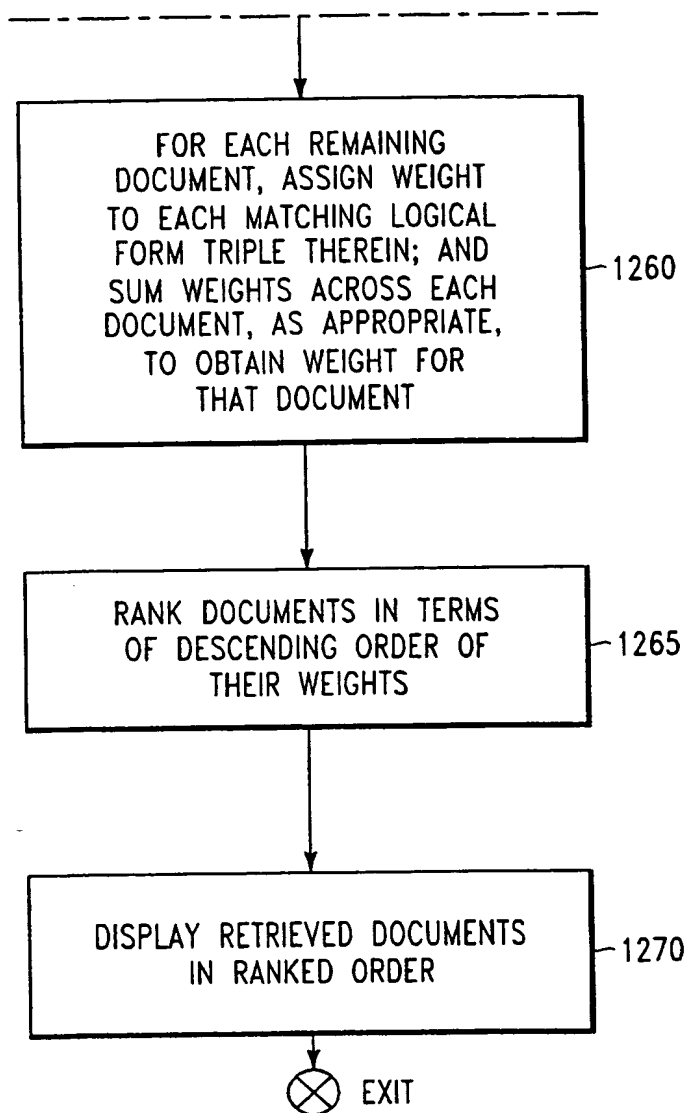 FOR EACH REMAINING
DOCUMENT, ASSIGN WEIGHT
TO EACH MATCHING LOGICAL
FORM TRIPLE THEREIN; AND
SUM WEIGHTS ACROSS EACH
DOCUMENT, AS APPROPRIATE,
TO OBTAIN WEIGHT FOR
THAT DOCUMENT
1260
RANK DOCUMENTS IN TERMS
OF DESCENDING ORDER OF
THEIR WEIGHTS
1265
DISPLAY RETRIEVED DOCUMENTS
IN RANKED ORDER
1270
EXIT